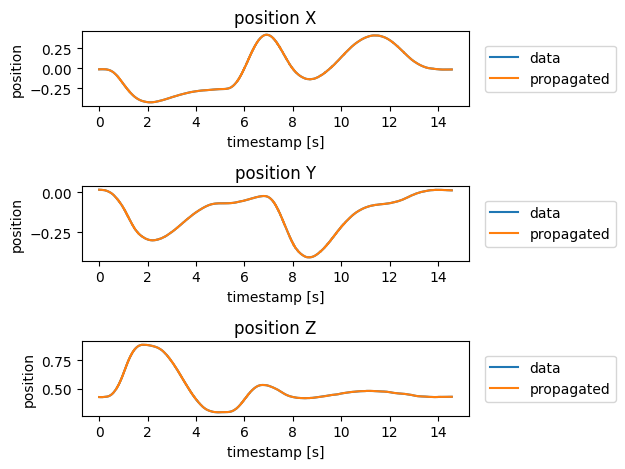 position X
position
0.25
0.00
−0.25
0 2 4 6 8 10 12 14
timestamp [s]
data
propagated
position Y
position
0.00
−0.25
0 2 4 6 8 10 12 14
timestamp [s]
data
propagated
position Z
position
0.75
0.50
0 2 4 6 8 10 12 14
timestamp [s]
data
propagated